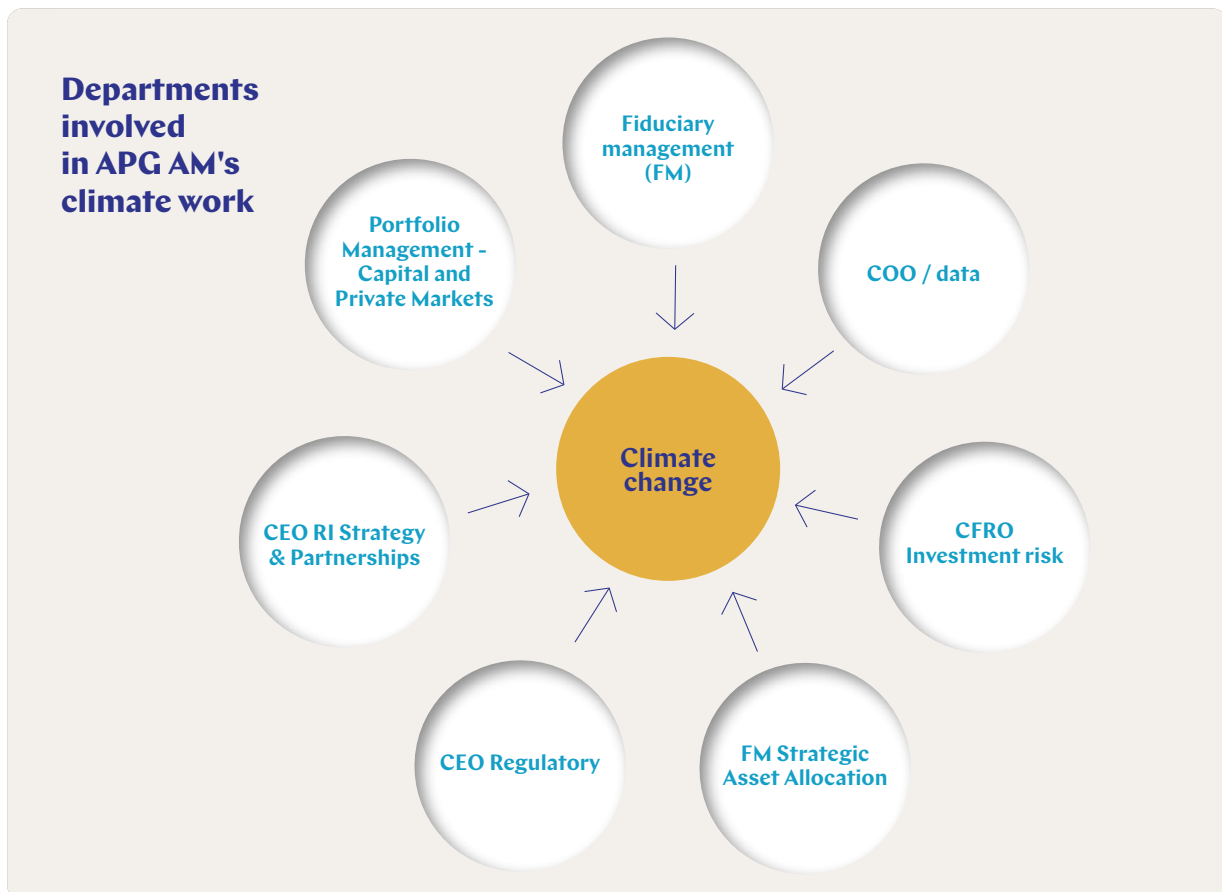 Departments
involved
in APG AM's
climate work
Fiduciary
management
(FM)
COO / data
CFRO
Investment risk
FM Strategic
Asset Allocation
CEO Regulatory
CEO RI Strategy
& Partnerships
Portfolio
Management -
Capital and
Private Markets
Climate
change